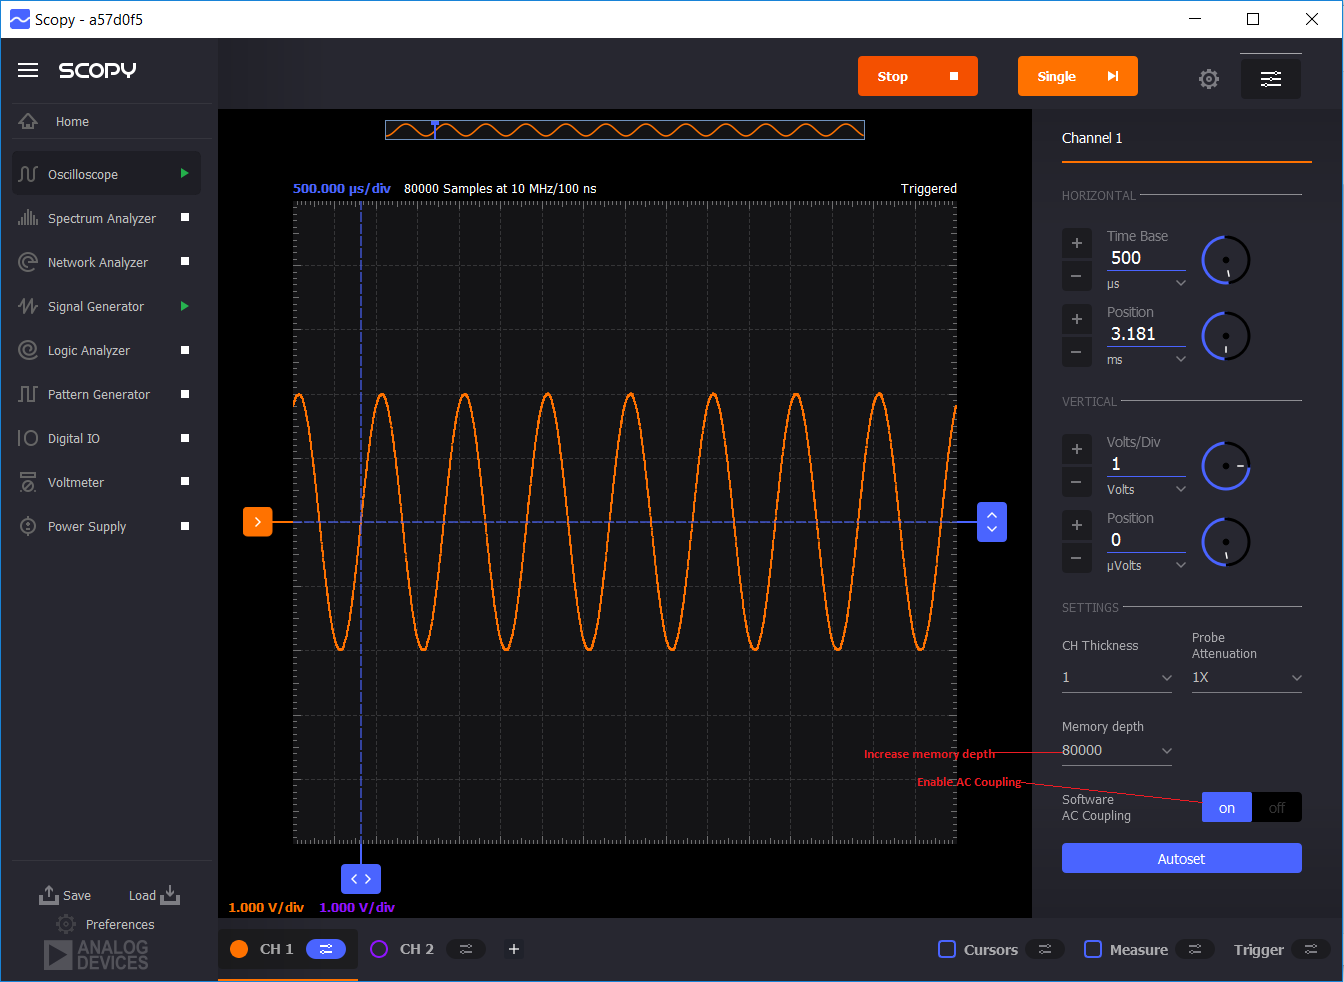 Scopy - a57d0f5
SCOPY
Stop
Single
Home
Oscilloscope
Spectrum Analyzer
Network Analyzer
Signal Generator
Logic Analyzer
Pattern Generator
Digital IO
Voltmeter
Power Supply
Save
Load
Preferences
ANALOG
DEVICES
500.000 µs/div 80000 Samples at 10 MHz/100 ns Triggered
1.000 V/div 1.000 V/div
CH 1
CH 2
+
Cursors
Measure
Trigger
Channel 1
HORIZONTAL
Time Base
+ 500
− µs
Position
+ 3.181
− ms
VERTICAL
Volts/Div
+ 1
− Volts
Position
+ 0
− µVolts
SETTINGS
CH Thickness
1
Probe
Attenuation
1X
Memory depth
80000
Increase memory depth
Enable AC Coupling
Software
AC Coupling
on off
Autoset